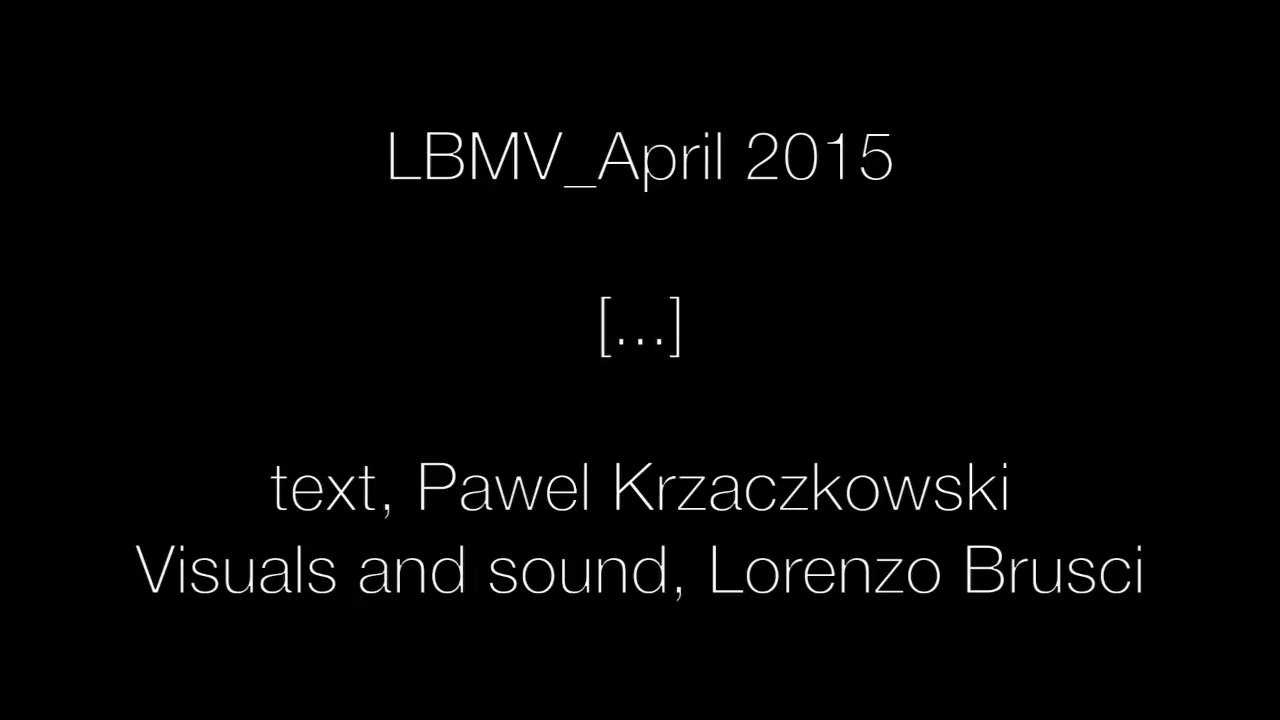 LBMV_April 2015
[...]
text, Pawel Krzaczkowski
Visuals and sound, Lorenzo Brusci